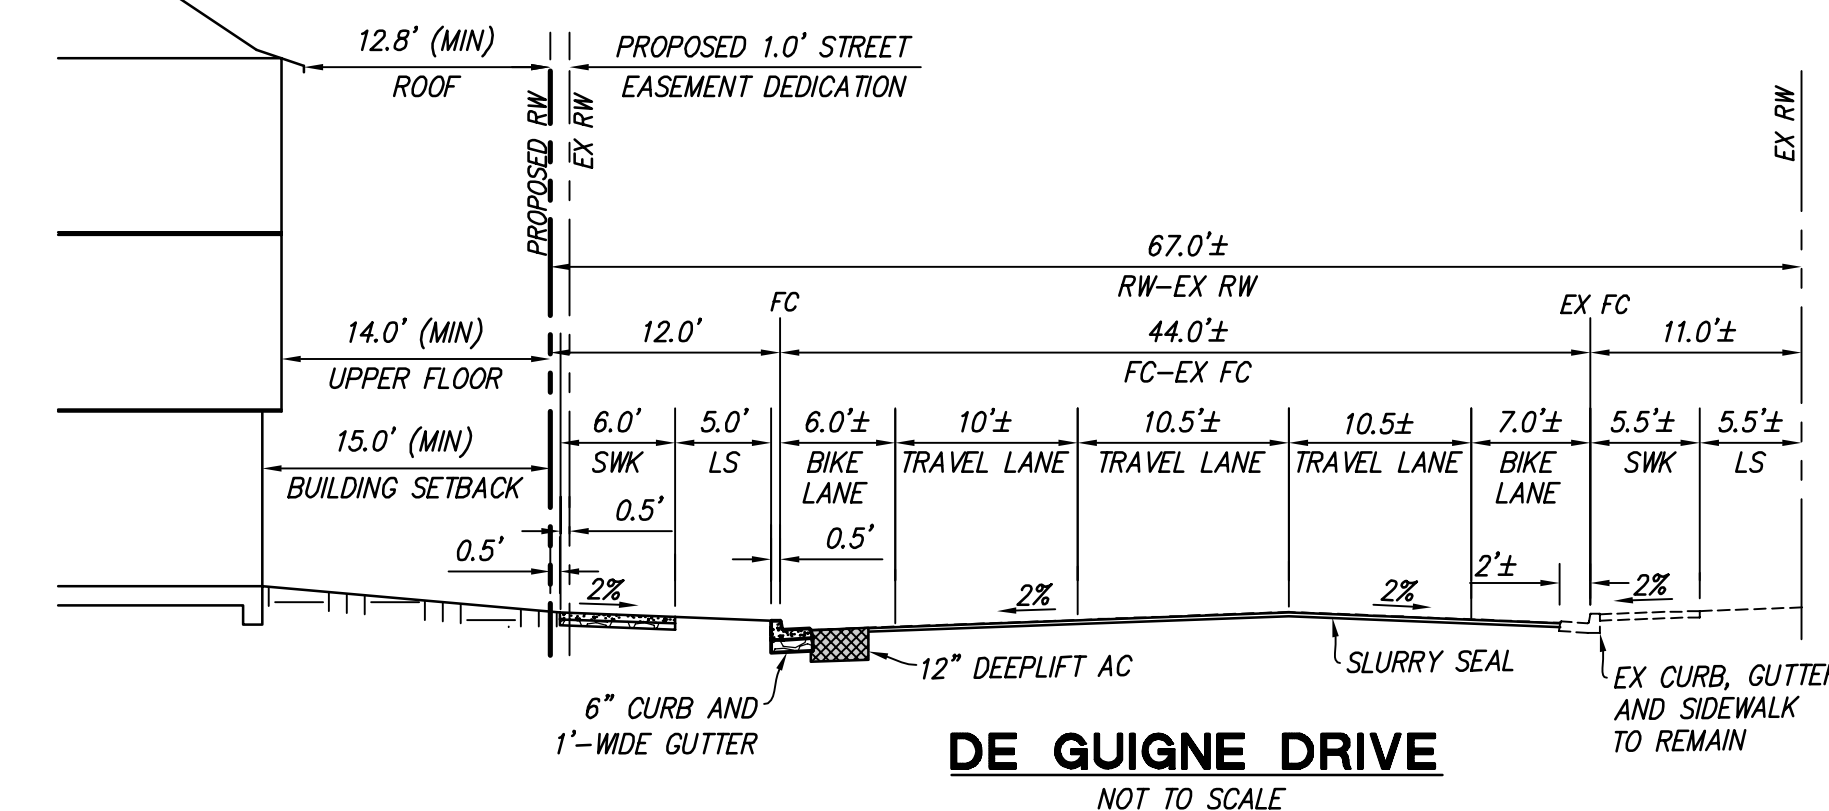 12.8' (MIN)
ROOF
PROPOSED 1.0' STREET
EASEMENT DEDICATION
PROPOSED RW
EX RW
EX RW
67.0'±
RW-EX RW
FC
EX FC
14.0' (MIN)
UPPER FLOOR
12.0'
44.0'±
FC-EX FC
11.0'±
15.0' (MIN)
BUILDING SETBACK
6.0'
SWK
5.0'
LS
6.0'±
BIKE
LANE
10'±
TRAVEL LANE
10.5'±
TRAVEL LANE
10.5±
TRAVEL LANE
7.0'±
BIKE
LANE
5.5'±
SWK
5.5'±
LS
0.5'
0.5'
0.5'
2'±
2%
2%
2%
2%
12" DEEPLIFT AC
SLURRY SEAL
6" CURB AND
1'-WIDE GUTTER
EX CURB, GUTTER
AND SIDEWALK
TO REMAIN
DE GUIGNE DRIVE
NOT TO SCALE